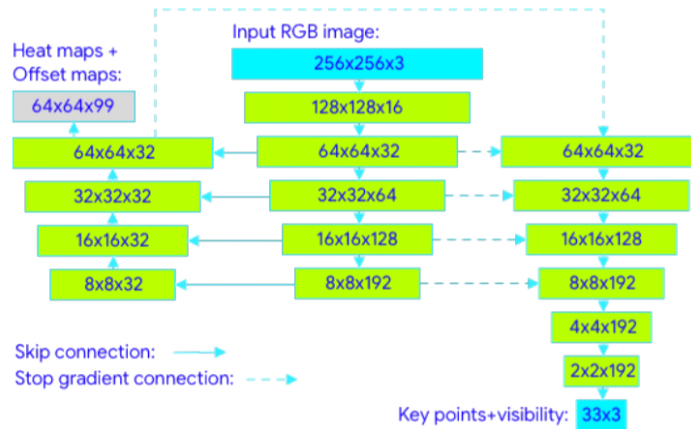 Input RGB image:
256x256x3
Heat maps +
Offset maps:
64x64x99
128x128x16
64x64x32
64x64x32
64x64x32
32x32x32
32x32x64
32x32x64
16x16x32
16x16x128
16x16x128
8x8x32
8x8x192
8x8x192
4x4x192
2x2x192
Skip connection:
Stop gradient connection:
Key points+visibility:
33x3